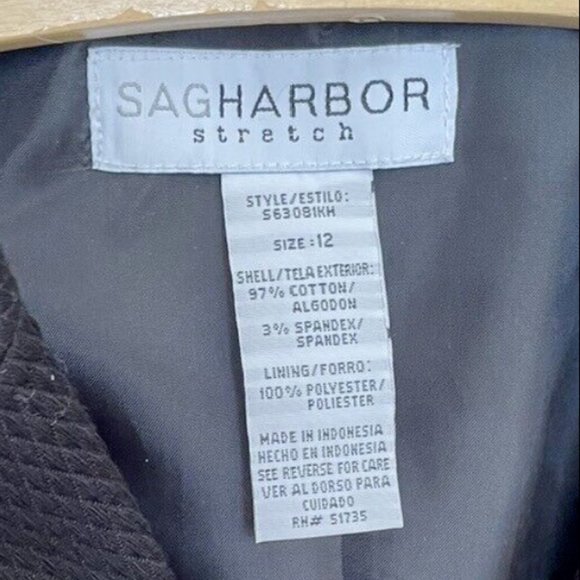 SAGHARBOR
stretch
STYLE/ESTILO:
S63081KH
SIZE:12
SHELL/TELA EXTERIOR:
97% COTTON/
ALGODON
3% SPANDEX/
SPANDEX
LINING/FORRO:
100% POLYESTER/
POLIESTER
MADE IN INDONESIA
HECHO EN INDONESIA
SEE REVERSE FOR CARE
VER AL DORSO PARA
CUIDADO
RH# 51735